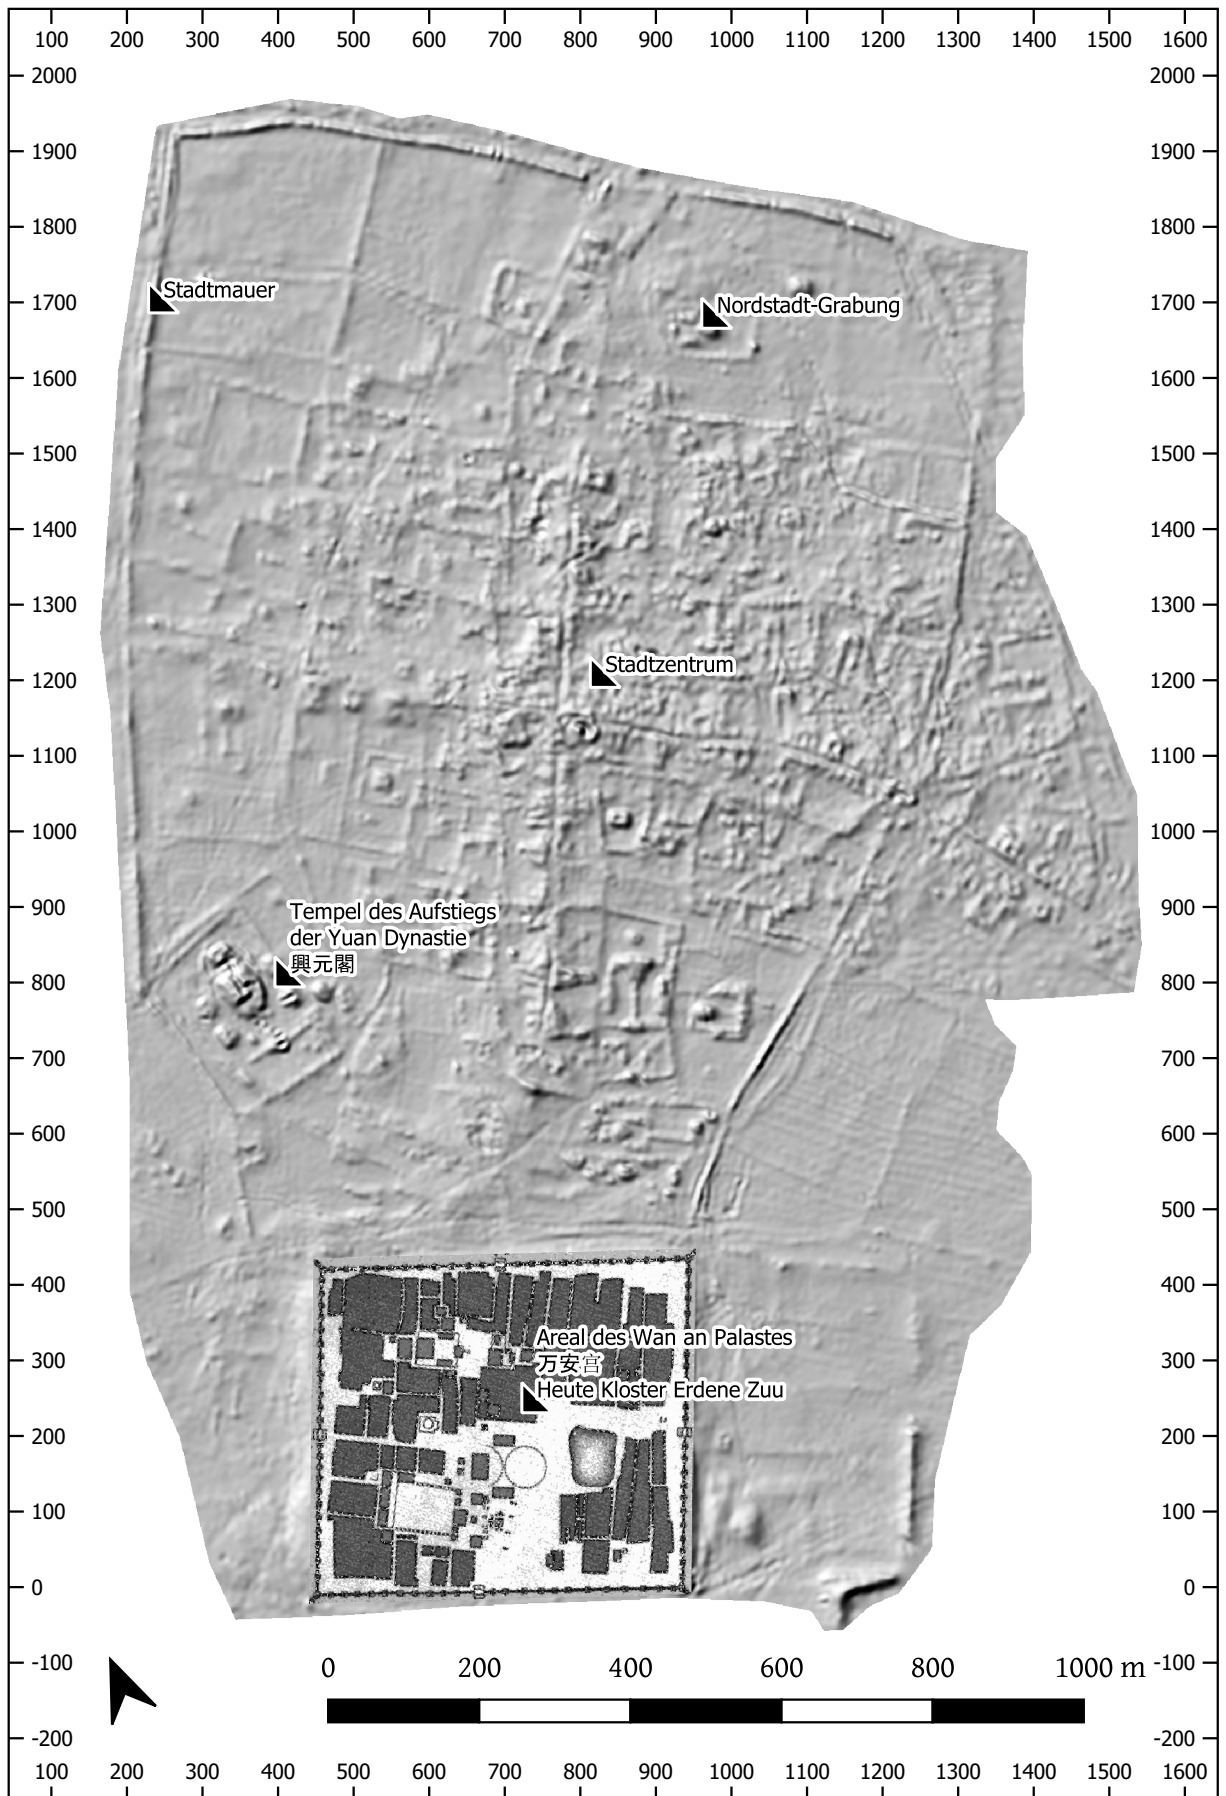 100 200 300 400 500 600 700 800 900 1000 1100 1200 1300 1400 1500 1600
2000 2000
1900 1900
1800 1800
Stadtmauer
1700 1700
Nordstadt-Grabung
1600 1600
1500 1500
1400 1400
1300 1300
Stadtzentrum
1200 1200
1100 1100
1000 1000
900 900
Tempel des Aufstiegs
der Yuan Dynastie
興元閣
800 800
700 700
600 600
500 500
400 400
Areal des Wan an Palastes
万安宫
300 300
Heute Kloster Erdene Zuu
200 200
100 100
0 0
-100 -100
0 200 400 600 800 1000 m
-200 -200
100 200 300 400 500 600 700 800 900 1000 1100 1200 1300 1400 1500 1600